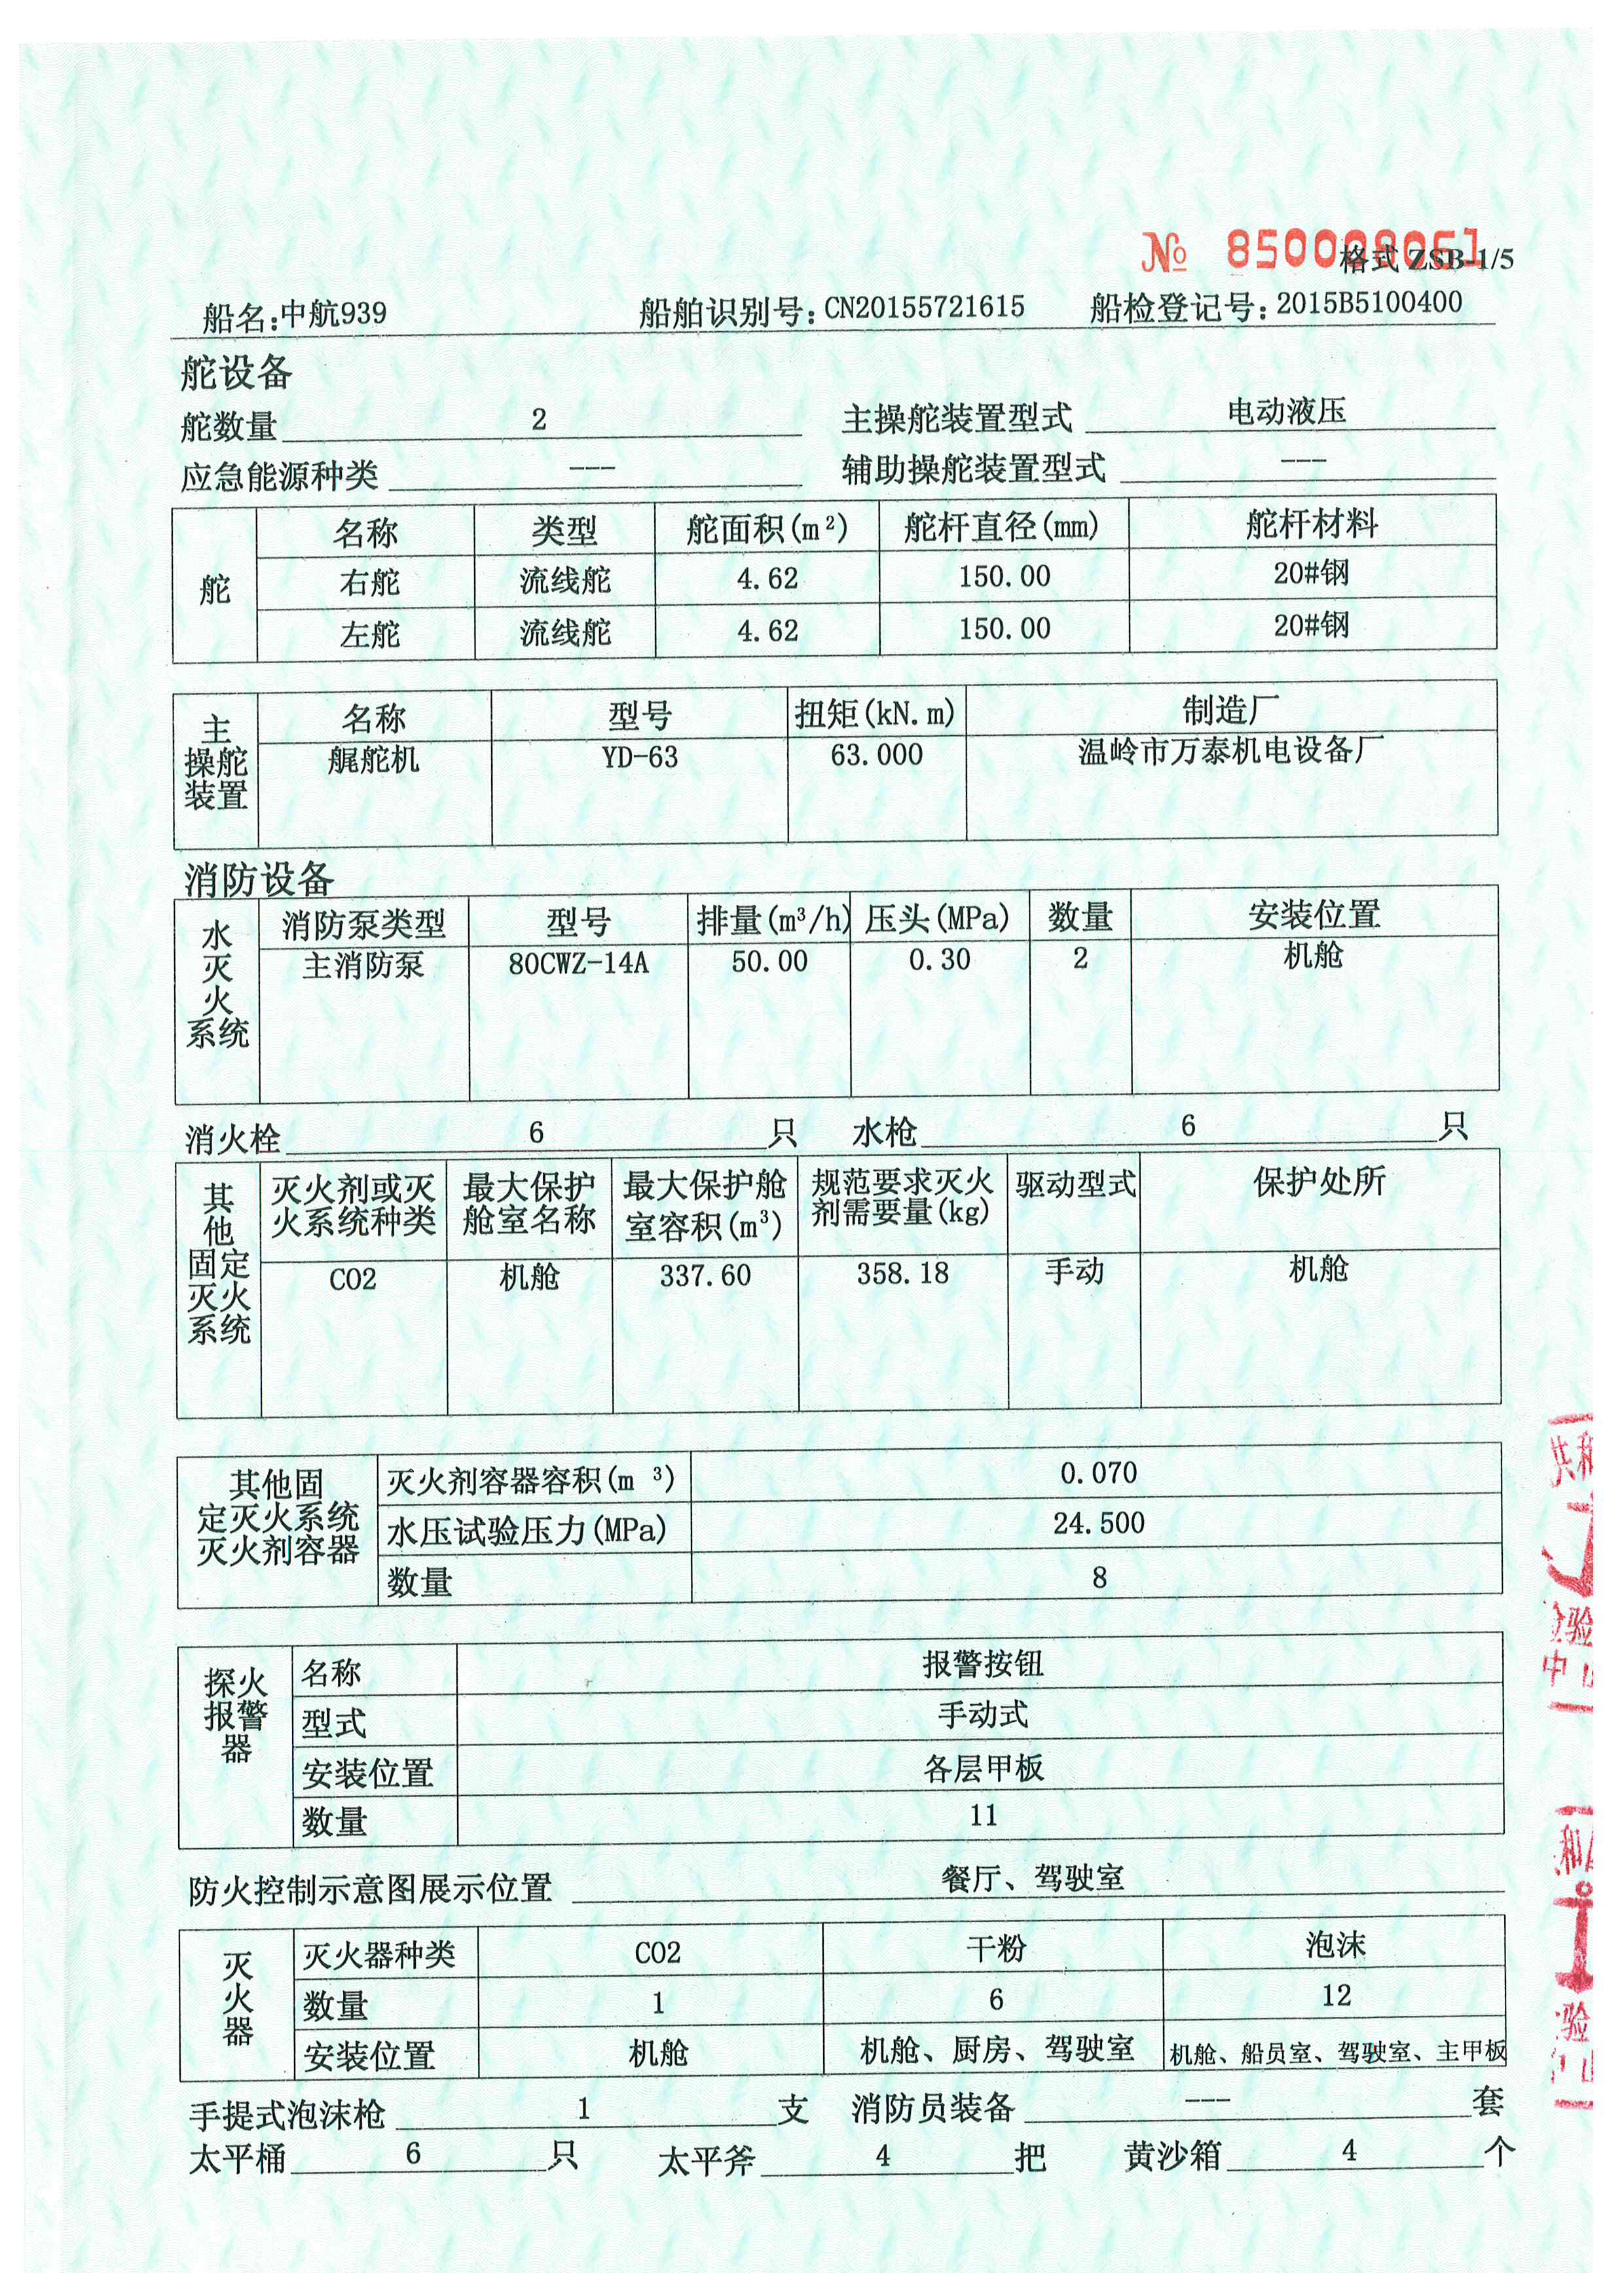 № 850009061
格式 ZSB-1/5
船名:中航939 船舶识别号:CN20155721615 船检登记号:2015B5100400
舵设备
舵数量 2 主操舵装置型式 电动液压
应急能源种类 --- 辅助操舵装置型式 ---
舵 名称 类型 舵面积(m²) 舵杆直径(mm) 舵杆材料
右舵 流线舵 4.62 150.00 20#钢
左舵 流线舵 4.62 150.00 20#钢
主操舵装置 名称 型号 扭矩(kN.m) 制造厂
艉舵机 YD-63 63.000 温岭市万泰机电设备厂
消防设备
水灭火系统 消防泵类型 型号 排量(m³/h) 压头(MPa) 数量 安装位置
主消防泵 80CWZ-14A 50.00 0.30 2 机舱
消火栓 6 只 水枪 6 只
其他固定灭火系统 灭火剂或灭火系统种类 最大保护舱室名称 最大保护舱室容积(m³) 规范要求灭火剂需要量(kg) 驱动型式 保护处所
CO2 机舱 337.60 358.18 手动 机舱
其他固定灭火系统灭火剂容器 灭火剂容器容积(m ³) 0.070
水压试验压力(MPa) 24.500
数量 8
探火报警器 名称 报警按钮
型式 手动式
安装位置 各层甲板
数量 11
防火控制示意图展示位置 餐厅、驾驶室
灭火器 灭火器种类 CO2 干粉 泡沫
数量 1 6 12
安装位置 机舱 机舱、厨房、驾驶室 机舱、船员室、驾驶室、主甲板
手提式泡沫枪 1 支 消防员装备 --- 套
太平桶 6 只 太平斧 4 把 黄沙箱 4 个